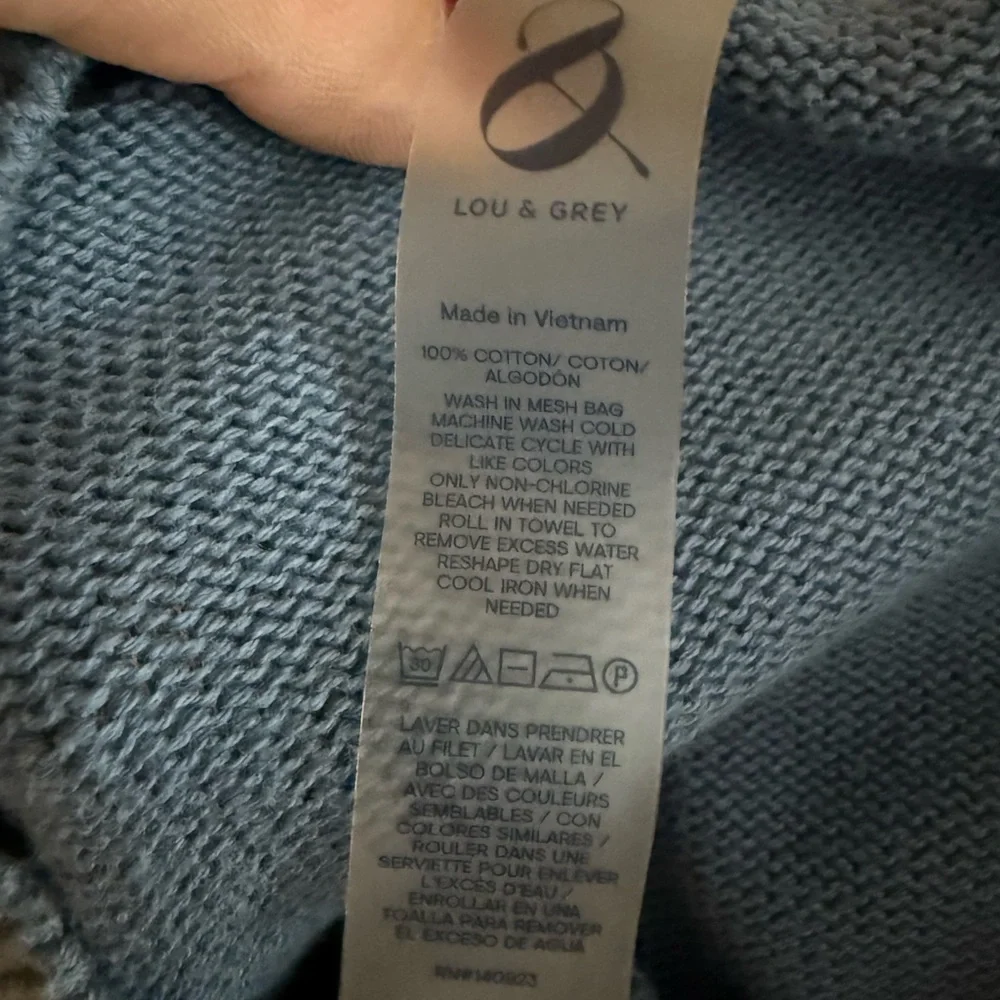 &
LOU & GREY
Made in Vietnam
100% COTTON/ COTON/
ALGODÓN
WASH IN MESH BAG
MACHINE WASH COLD
DELICATE CYCLE WITH
LIKE COLORS
ONLY NON-CHLORINE
BLEACH WHEN NEEDED
ROLL IN TOWEL TO
REMOVE EXCESS WATER
RESHAPE DRY FLAT
COOL IRON WHEN
NEEDED
30 P
LAVER DANS PRENDRER
AU FILET / LAVAR EN EL
BOLSO DE MALLA /
AVEC DES COULEURS
SEMBLABLES / CON
COLORES SIMILARES /
ROULER DANS UNE
SERVIETTE POUR ENLEVER
L'EXCES D'EAU /
ENROLLAR EN UNA
TOALLA PARA REMOVER
EL EXCESO DE AGUA
RN#140923